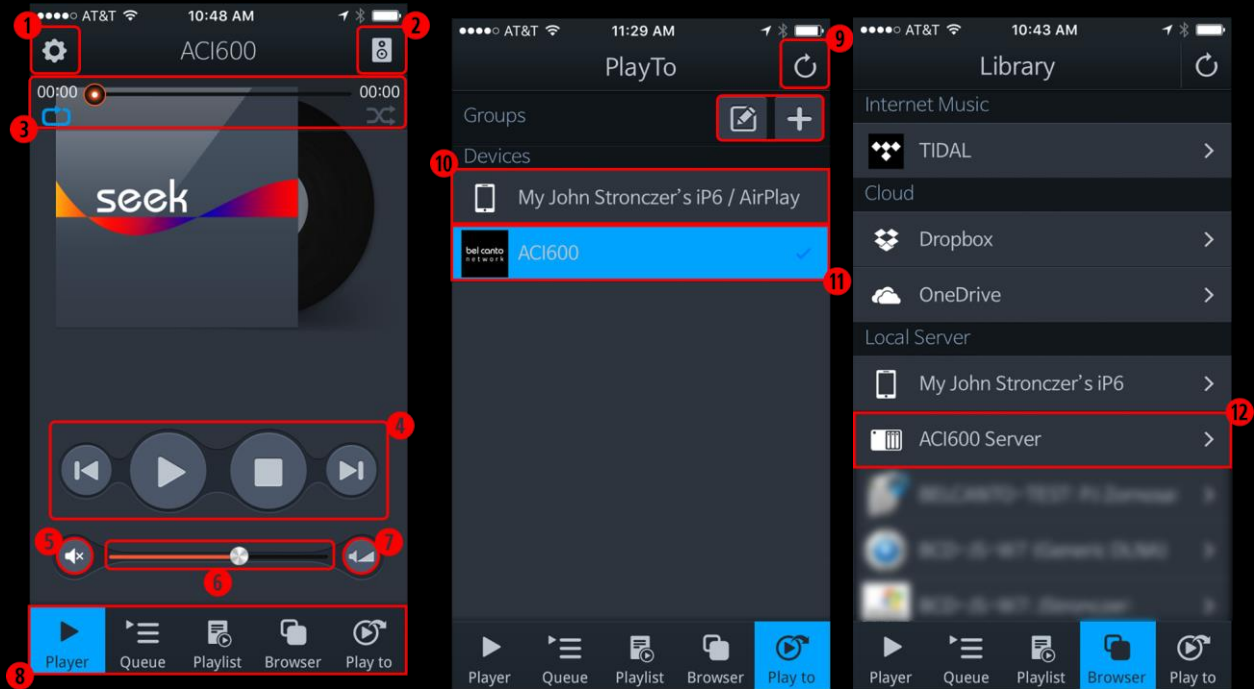 AT&T 10:48 AM
1
2
ACI600
00:00 00:00
3
seek
4
5
6
7
Player Queue Playlist Browser Play to
8
AT&T 11:29 AM
9
PlayTo
Groups
Devices
10
My John Stronczer's iP6 / AirPlay
bel canto
network
ACI600
11
Player Queue Playlist Browser Play to
AT&T 10:43 AM
Library
Internet Music
TIDAL
Cloud
Dropbox
OneDrive
Local Server
My John Stronczer's iP6
12
ACI600 Server
Player Queue Playlist Browser Play to